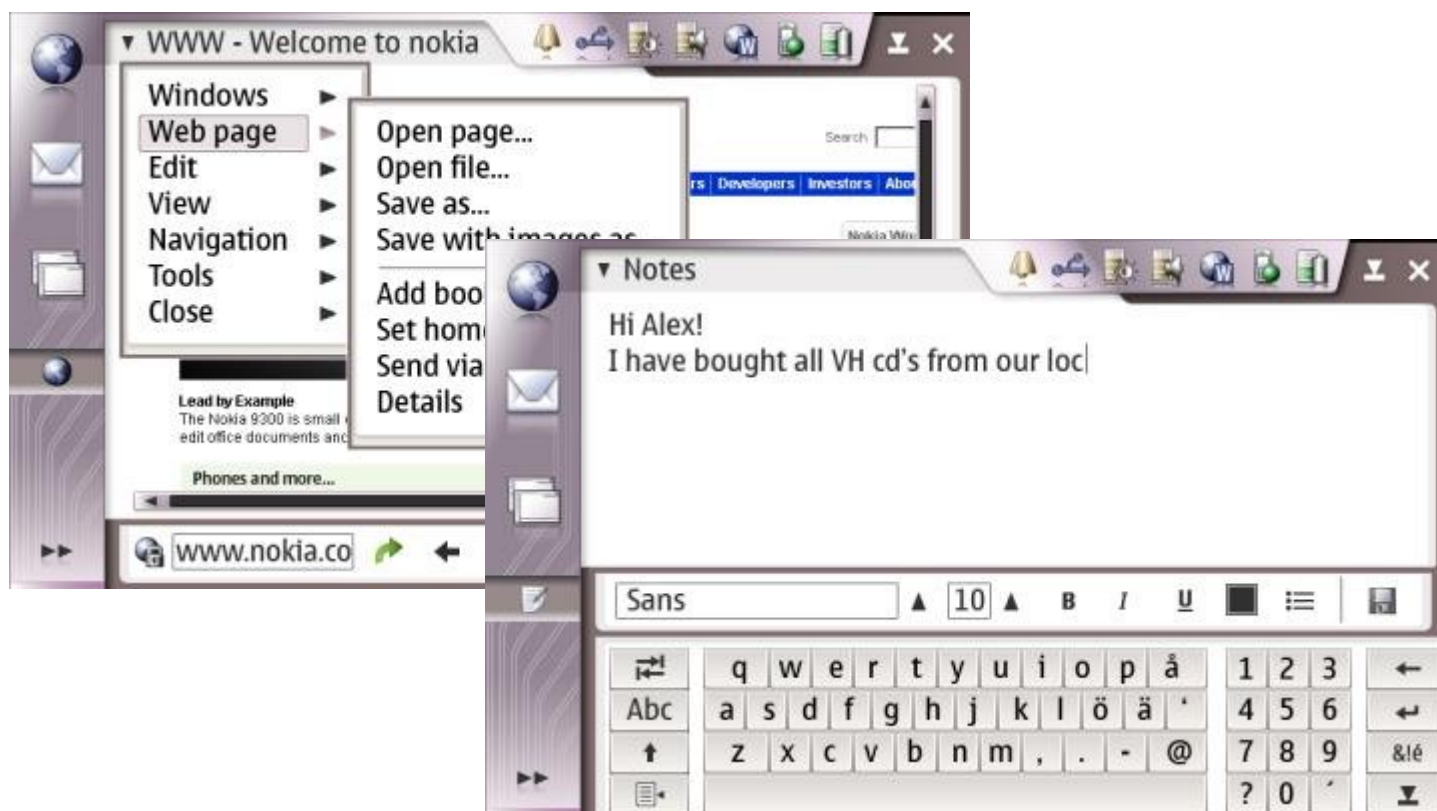 WWW - Welcome to nokia
Windows
Web page
Edit
View
Navigation
Tools
Close
Open page...
Open file...
Save as...
Save with images as
Add boo
Set hom
Send via
Details
Search
rs Developers Investors Abo
Nokia Wor
Lead by Example
The Nokia 9300 is small
edit office documents and
Phones and more...
www.nokia.co
Notes
Hi Alex!
I have bought all VH cd's from our loc
Sans 10 B I U
q w e r t y u i o p å 1 2 3
Abc a s d f g h j k l ö ä ' 4 5 6
z x c v b n m , . - @ 7 8 9 &!é
? 0 ´